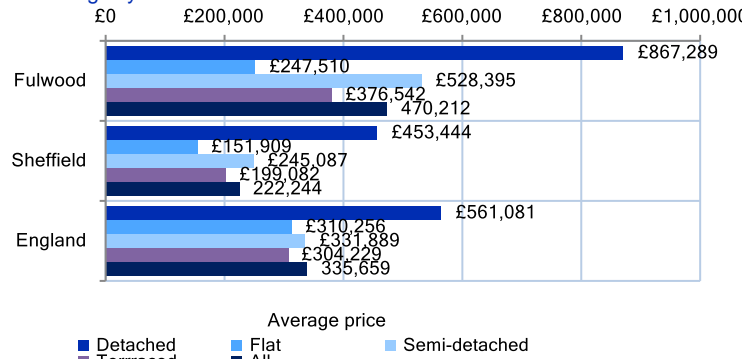 £0 £200,000 £400,000 £600,000 £800,000 £1,000,000
£867,289
£247,510
Fulwood £528,395
£376,542
470,212
£453,444
£151,909
Sheffield £245,087
£199,082
222,244
£561,081
£310,256
England £331,889
£304,229
335,659
Average price
Detached Flat Semi-detached
All